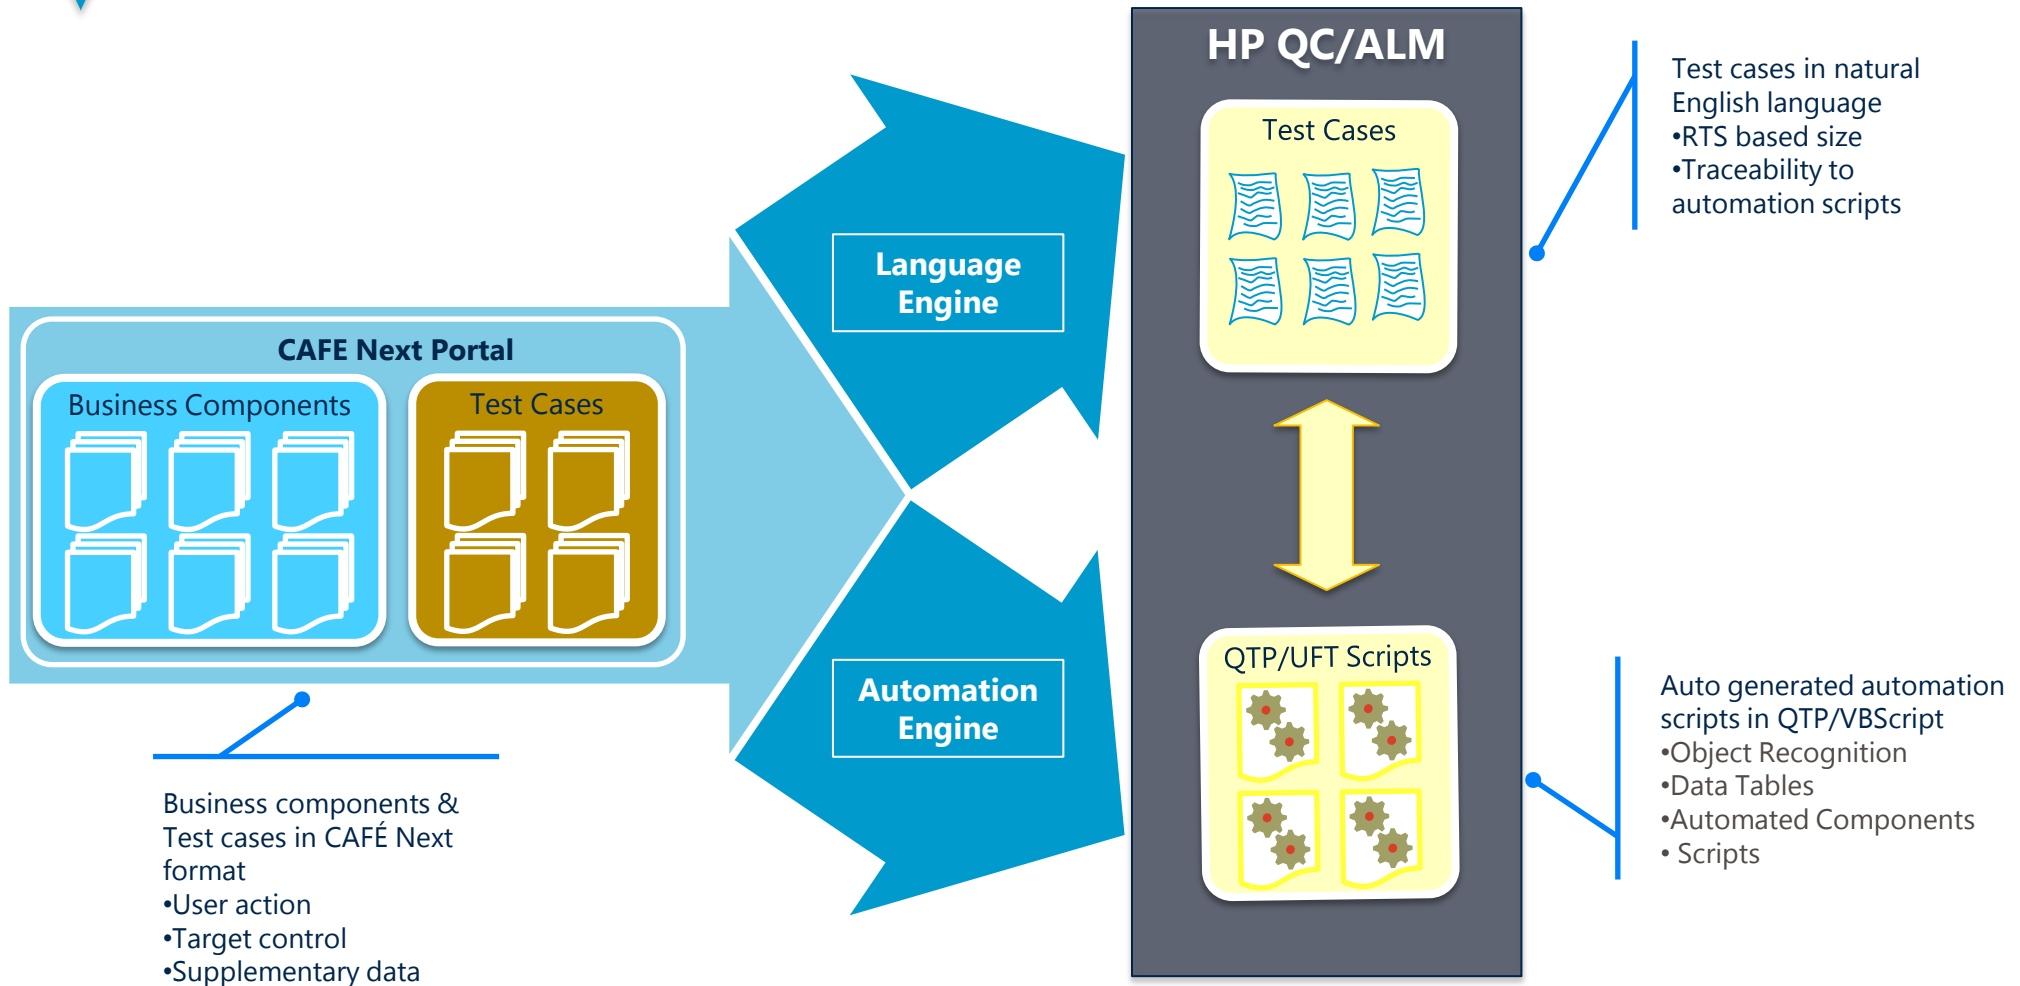 HP QC/ALM
Test Cases
Test cases in natural
English language
•RTS based size
•Traceability to
automation scripts
Language
Engine
CAFE Next Portal
Business Components
Test Cases
QTP/UFT Scripts
Automation
Engine
Auto generated automation
scripts in QTP/VBScript
•Object Recognition
•Data Tables
•Automated Components
• Scripts
Business components &
Test cases in CAFÉ Next
format
•User action
•Target control
•Supplementary data